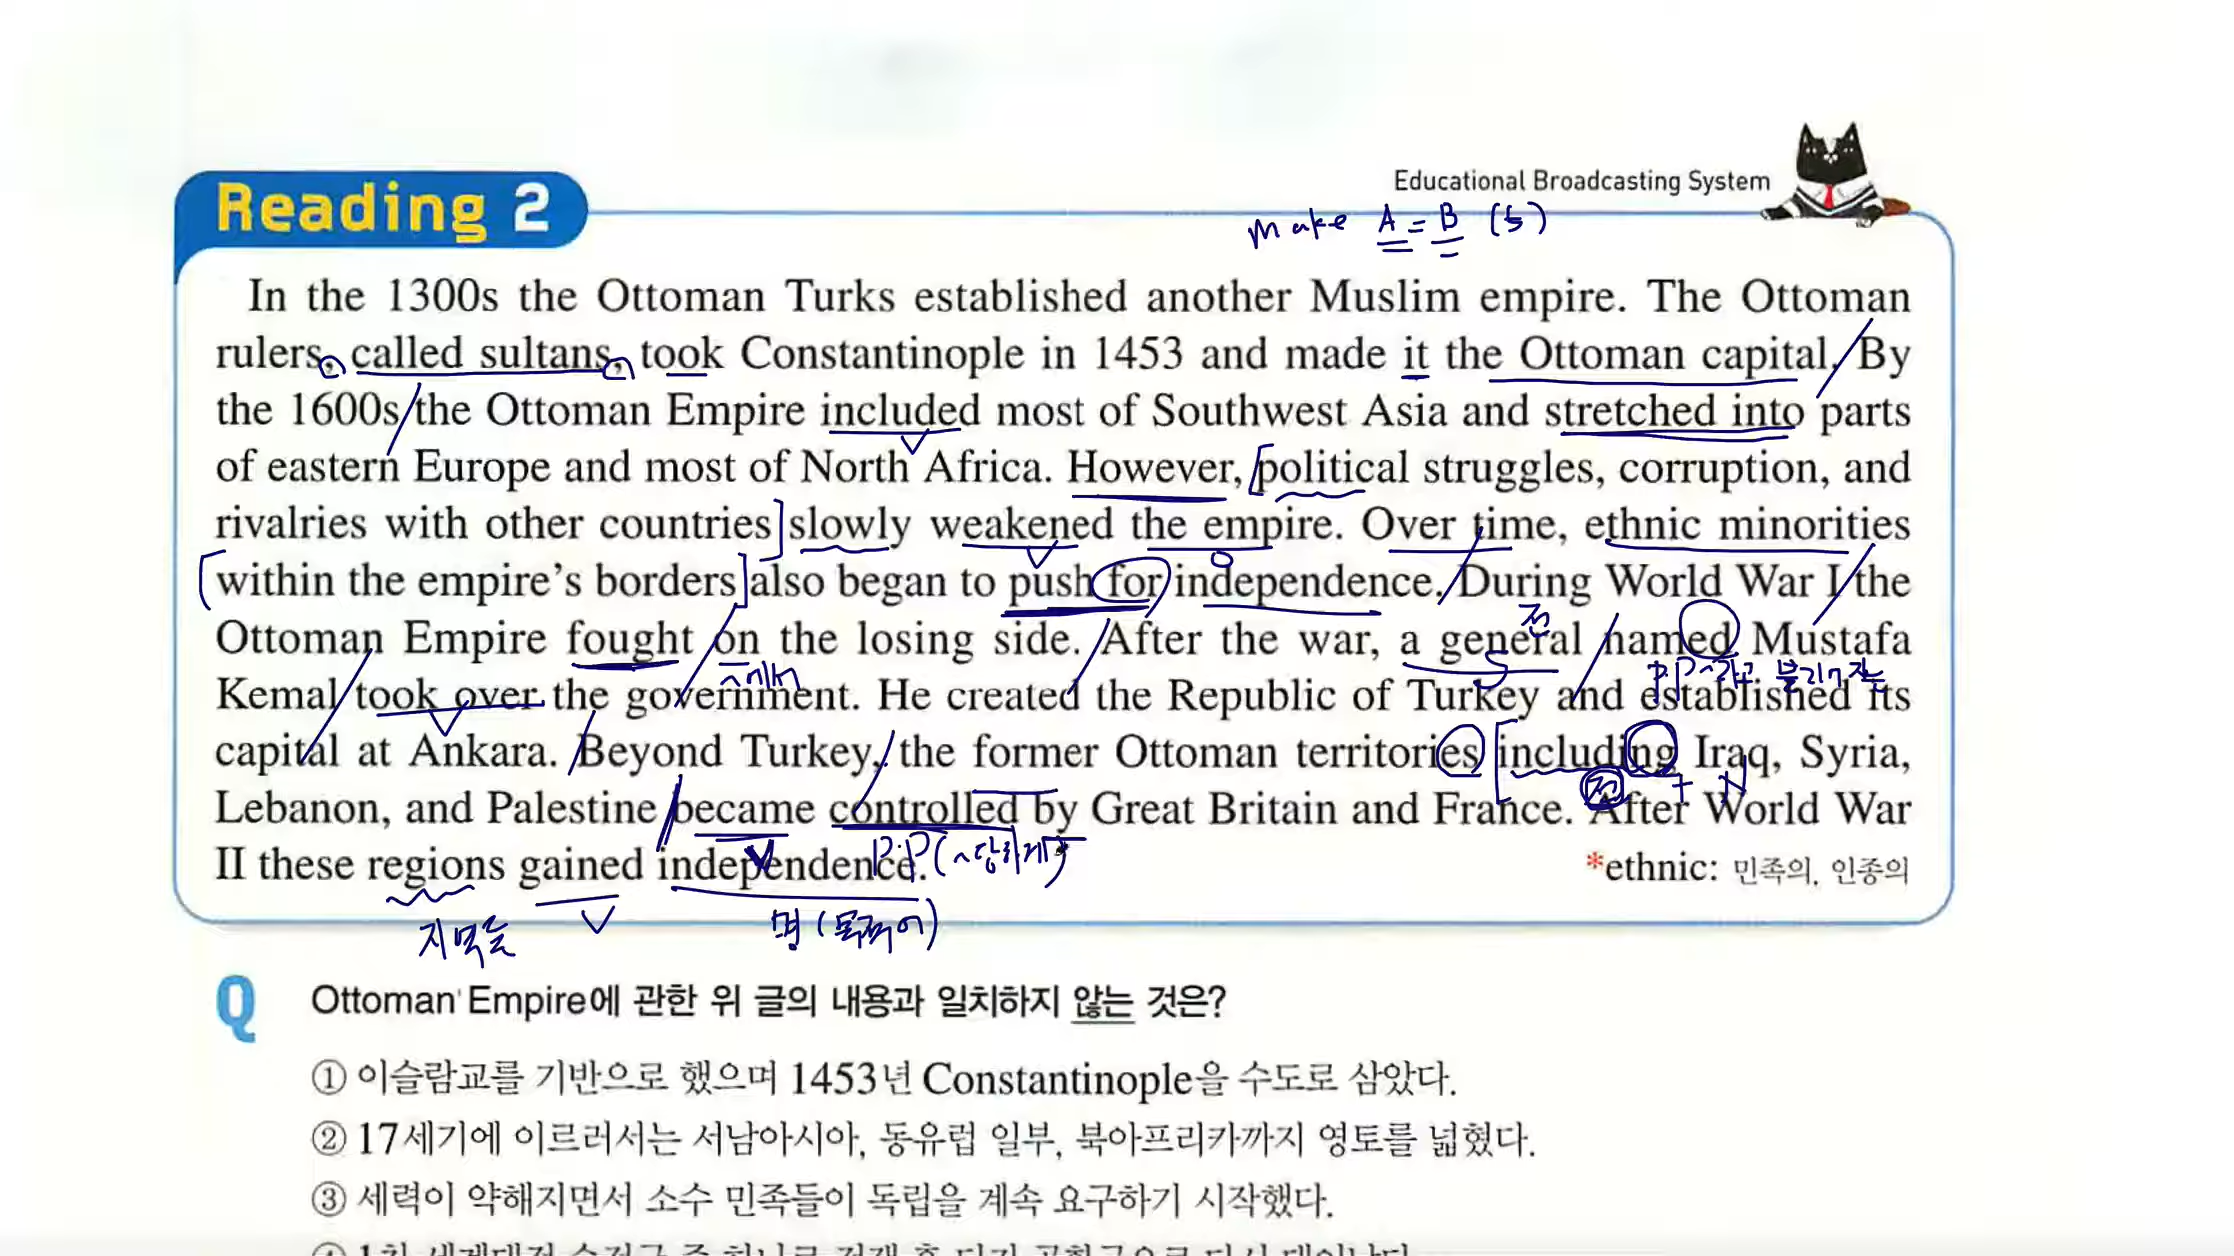 Educational Broadcasting System
Reading 2
make A = B (5)
In the 1300s the Ottoman Turks established another Muslim empire. The Ottoman
rulers, called sultans, took Constantinople in 1453 and made it the Ottoman capital. By
the 1600s the Ottoman Empire included most of Southwest Asia and stretched into parts
of eastern Europe and most of North Africa. However, political struggles, corruption, and
rivalries with other countries slowly weakened the empire. Over time, ethnic minorities
within the empire's borders also began to push for independence. During World War I the
Ottoman Empire fought on the losing side. After the war, a general named Mustafa
Kemal took over the government. He created the Republic of Turkey and established its
capital at Ankara. Beyond Turkey, the former Ottoman territories including Iraq, Syria,
Lebanon, and Palestine became controlled by Great Britain and France. After World War
II these regions gained independence.
*ethnic: 민족의, 인종의
지역들
V
명 (목적어)
Q Ottoman Empire에 관한 위 글의 내용과 일치하지 않는 것은?
① 이슬람교를 기반으로 했으며 1453년 Constantinople을 수도로 삼았다.
② 17세기에 이르러서는 서남아시아, 동유럽 일부, 북아프리카까지 영토를 넓혔다.
③ 세력이 약해지면서 소수 민족들이 독립을 계속 요구하기 시작했다.